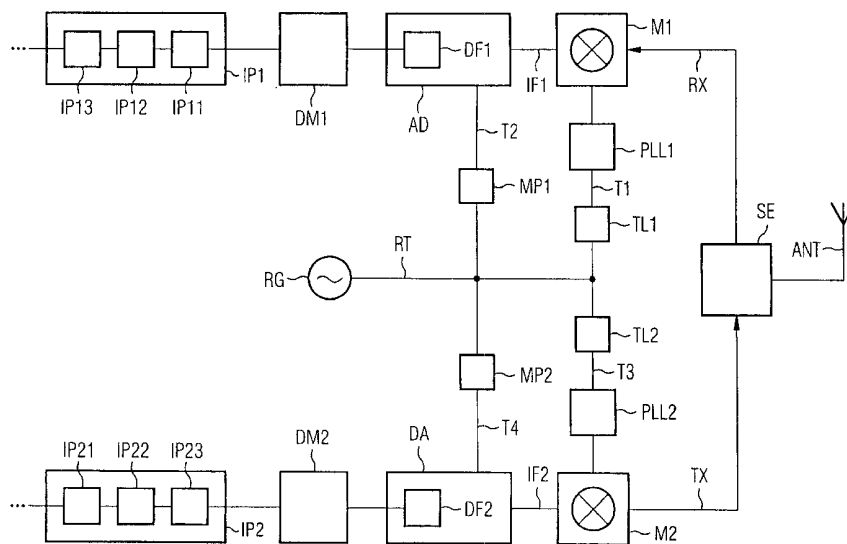 M1
DF1
IP1
IF1
RX
IP13 IP12 IP11
DM1
AD
T2
PLL1
MP1
T1
SE
TL1
ANT
RT
RG
TL2
MP2
T3
PLL2
T4
IP21 IP22 IP23
DM2
DA
IF2
TX
DF2
IP2
M2